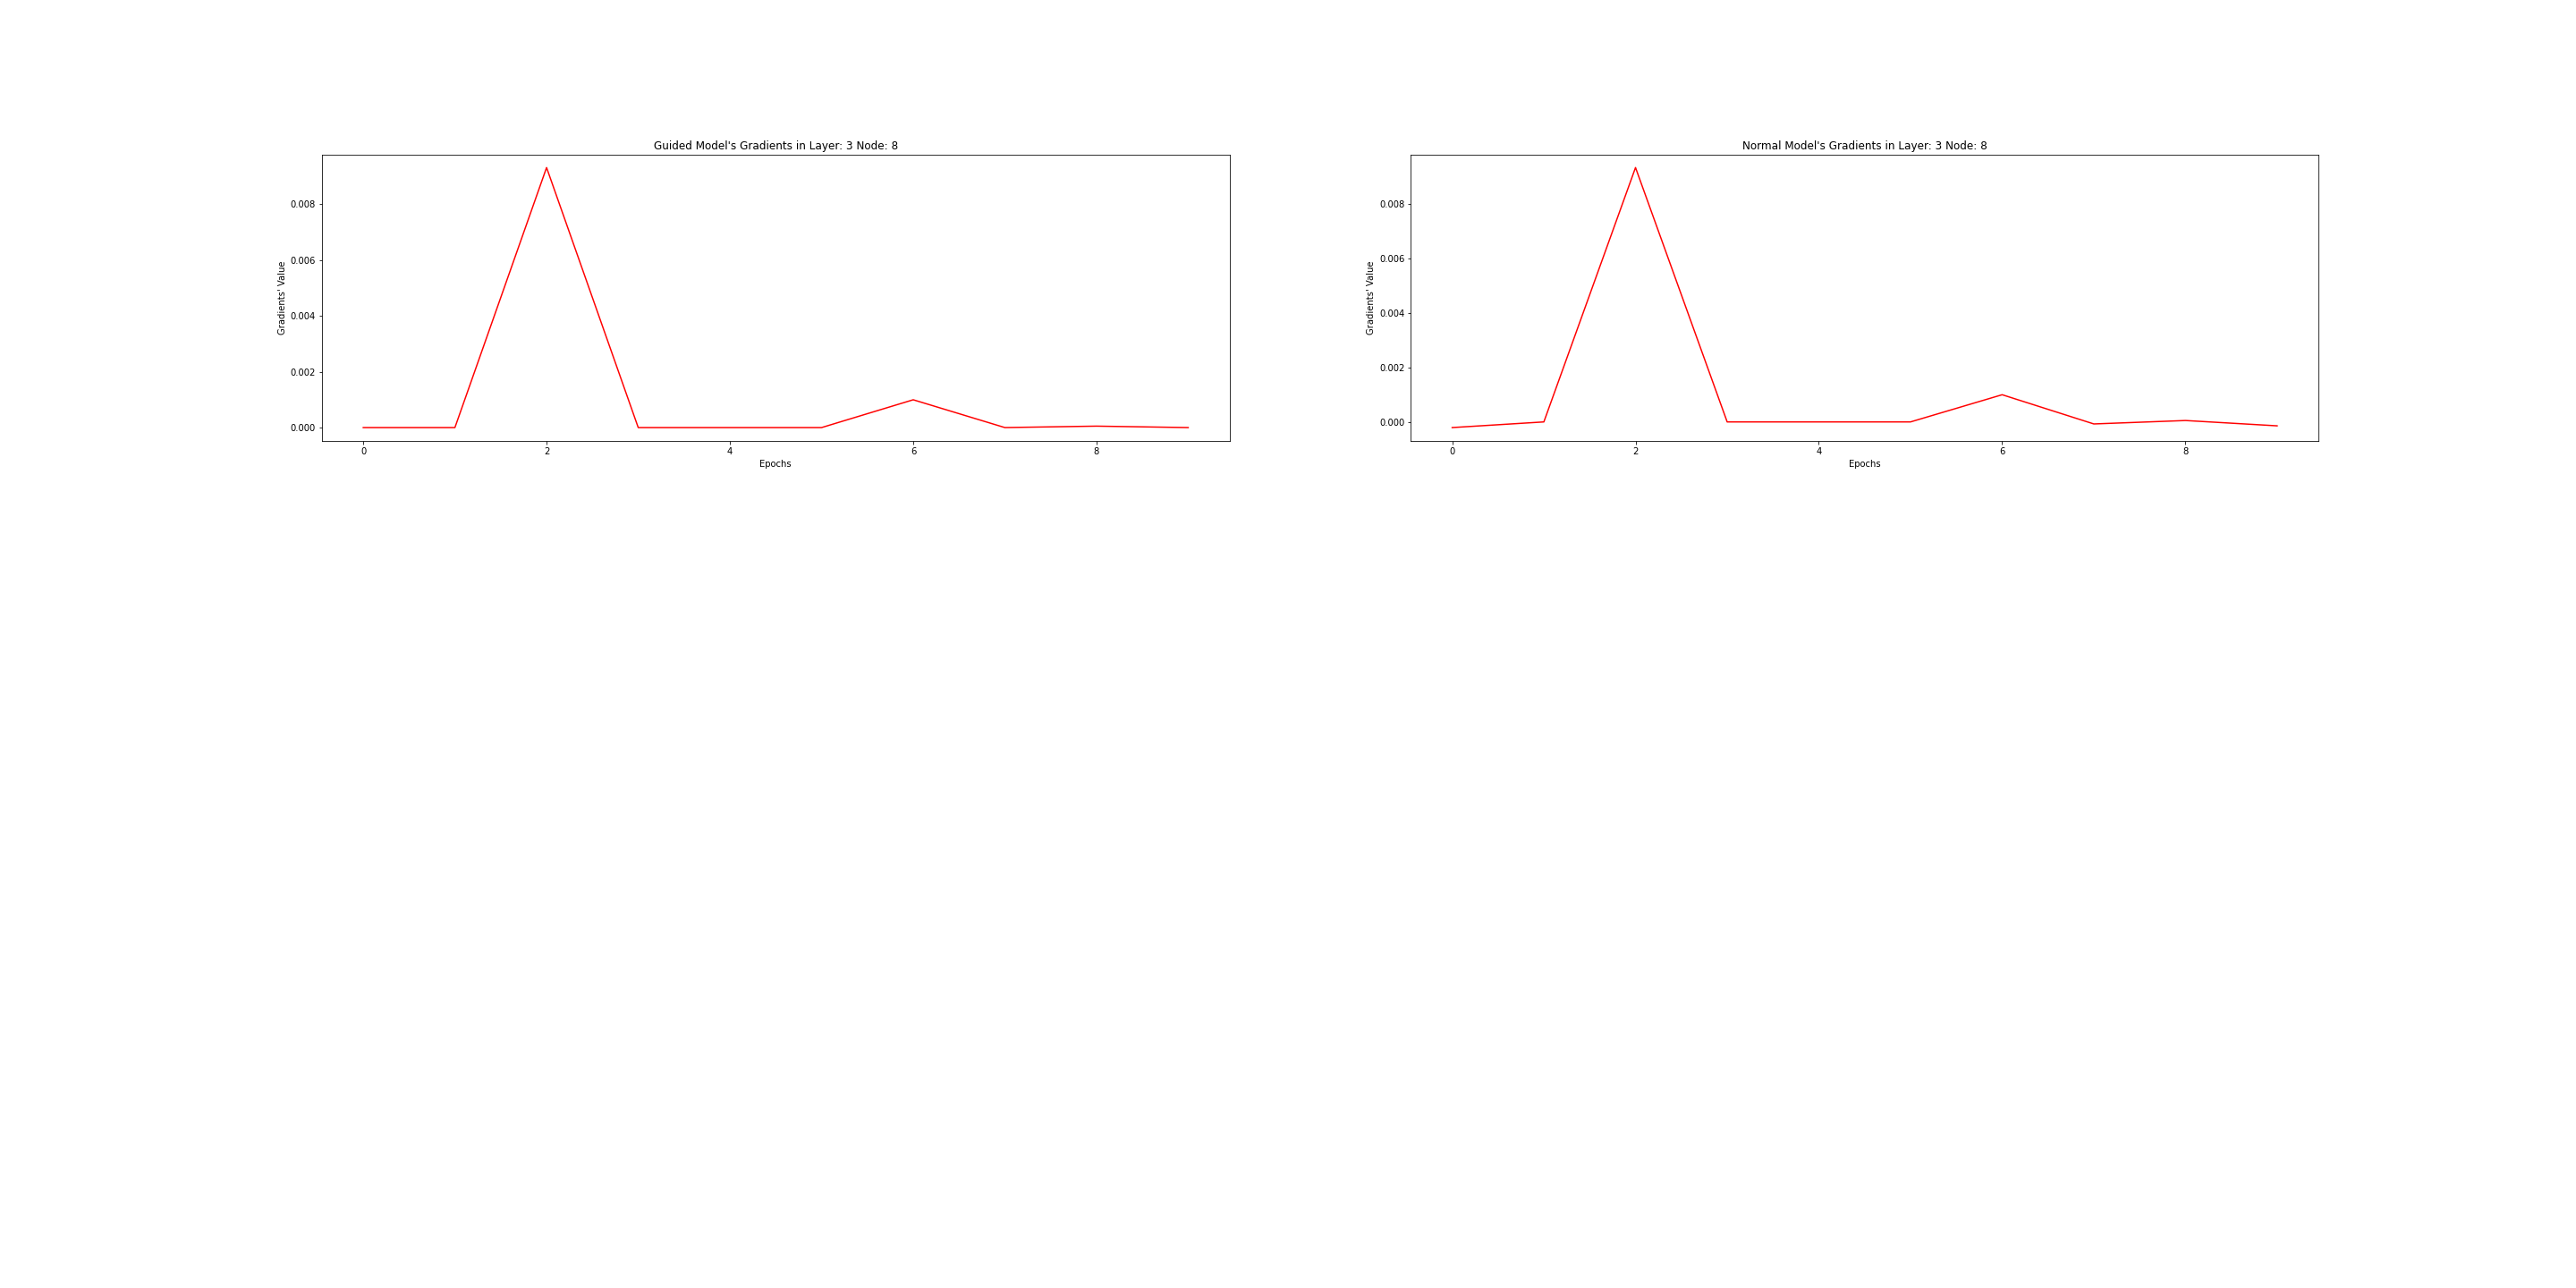 Guided Model's Gradients in Layer: 3 Node: 8
Gradients' Value
0.008
0.006
0.004
0.002
0.000
0 2 4 6 8
Epochs
Normal Model's Gradients in Layer: 3 Node: 8
Gradients' Value
0.008
0.006
0.004
0.002
0.000
0 2 4 6 8
Epochs